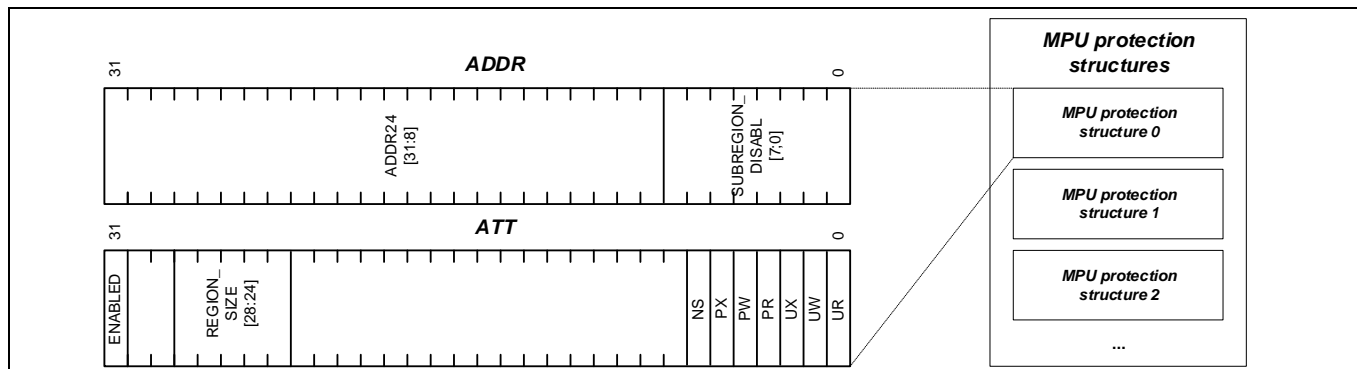 31
ADDR
0
ADDR24
[31:8]
SUBREGION_
DISABL
[7;0]
31
ATT
0
ENABLED
REGION_
SIZE
[28:24]
NS
PX
PW
PR
UX
UW
UR
MPU protection
structures
MPU protection
structure 0
MPU protection
structure 1
MPU protection
structure 2
...